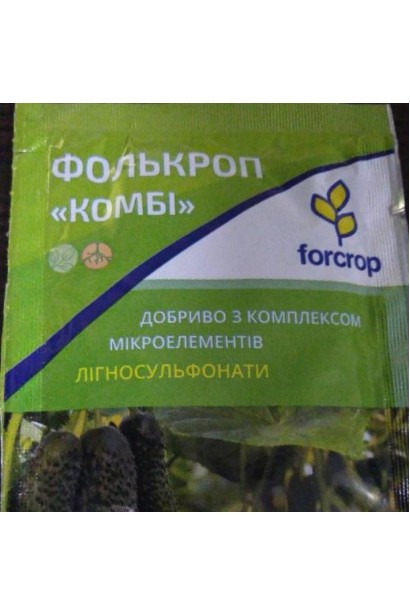 ФОЛЬКРОП
«КОМБІ»
forcrop
ДОБРИВО З КОМПЛЕКСОМ
МІКРОЕЛЕМЕНТІВ
ЛІГНОСУЛЬФОНАТИ